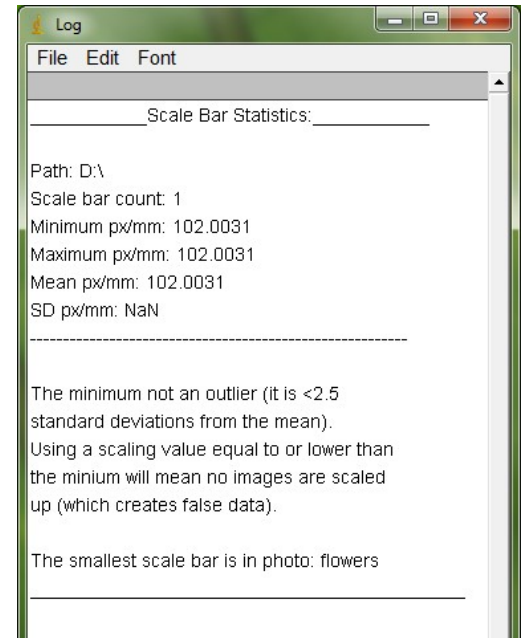 Log
File Edit Font
____________Scale Bar Statistics:____________
Path: D:\
Scale bar count: 1
Minimum px/mm: 102.0031
Maximum px/mm: 102.0031
Mean px/mm: 102.0031
SD px/mm: NaN
---------------------------------------------------------
The minimum not an outlier (it is <2.5
standard deviations from the mean).
Using a scaling value equal to or lower than
the minium will mean no images are scaled
up (which creates false data).
The smallest scale bar is in photo: flowers
_____________________________________________